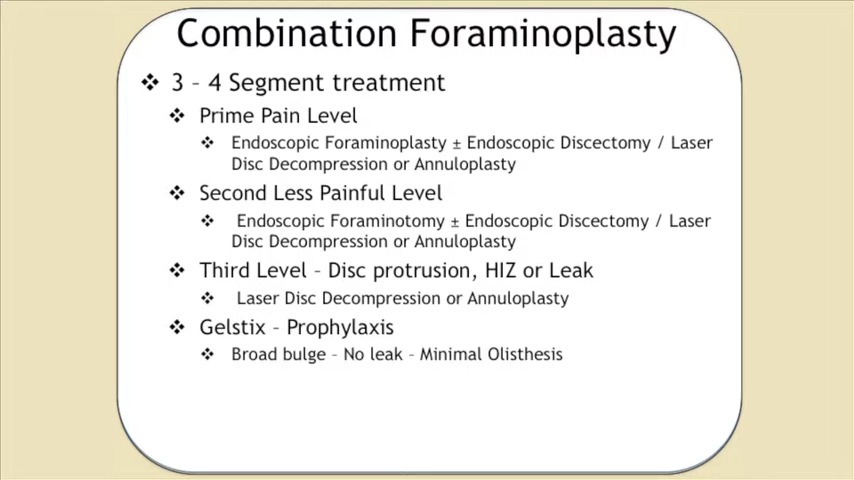 Combination Foraminoplasty
❖ 3 – 4 Segment treatment
❖ Prime Pain Level
❖ Endoscopic Foraminoplasty ± Endoscopic Discectomy / Laser
Disc Decompression or Annuloplasty
❖ Second Less Painful Level
❖ Endoscopic Foraminotomy ± Endoscopic Discectomy / Laser
Disc Decompression or Annuloplasty
❖ Third Level – Disc protrusion, HIZ or Leak
❖ Laser Disc Decompression or Annuloplasty
❖ Gelstix – Prophylaxis
❖ Broad bulge – No leak – Minimal Olisthesis